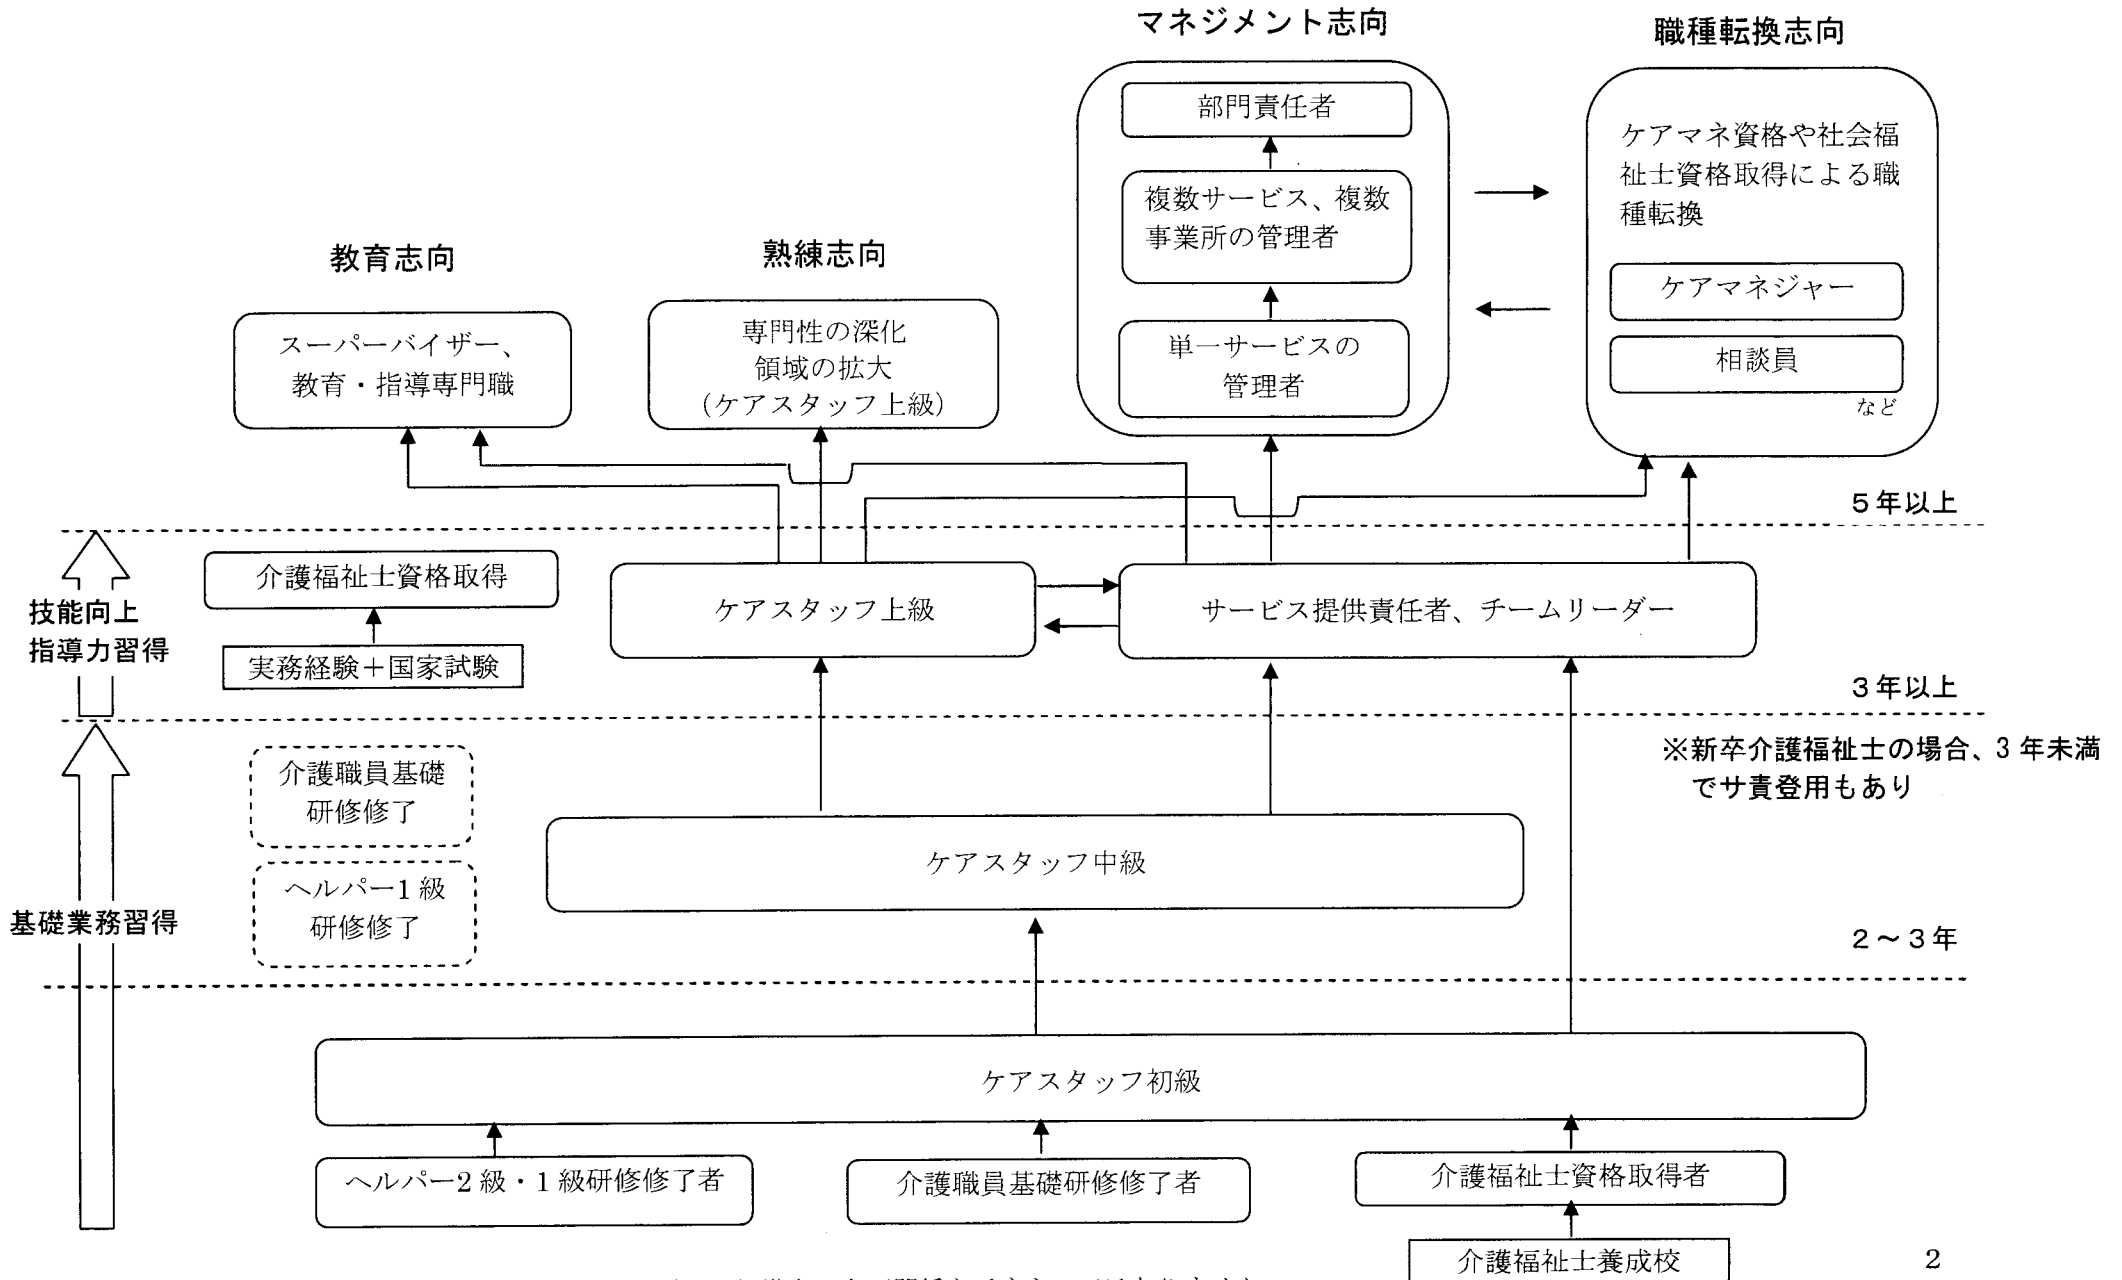 マネジメント志向
職種転換志向
部門責任者
複数サービス、複数
事業所の管理者
単一サービスの
管理者
ケアマネ資格や社会福
祉士資格取得による職
種転換
ケアマネジャー
相談員
など
教育志向
熟練志向
スーパーバイザー、
教育・指導専門職
専門性の深化
領域の拡大
(ケアスタッフ上級)
5年以上
介護福祉士資格取得
実務経験+国家試験
技能向上
指導力習得
ケアスタッフ上級
サービス提供責任者、チームリーダー
3年以上
※新卒介護福祉士の場合、3年未満
でサ責登用もあり
介護職員基礎
研修修了
ヘルパー1級
研修修了
ケアスタッフ中級
基礎業務習得
2～3年
ケアスタッフ初級
ヘルパー2級・1級研修修了者
介護職員基礎研修修了者
介護福祉士資格取得者
介護福祉士養成校
2